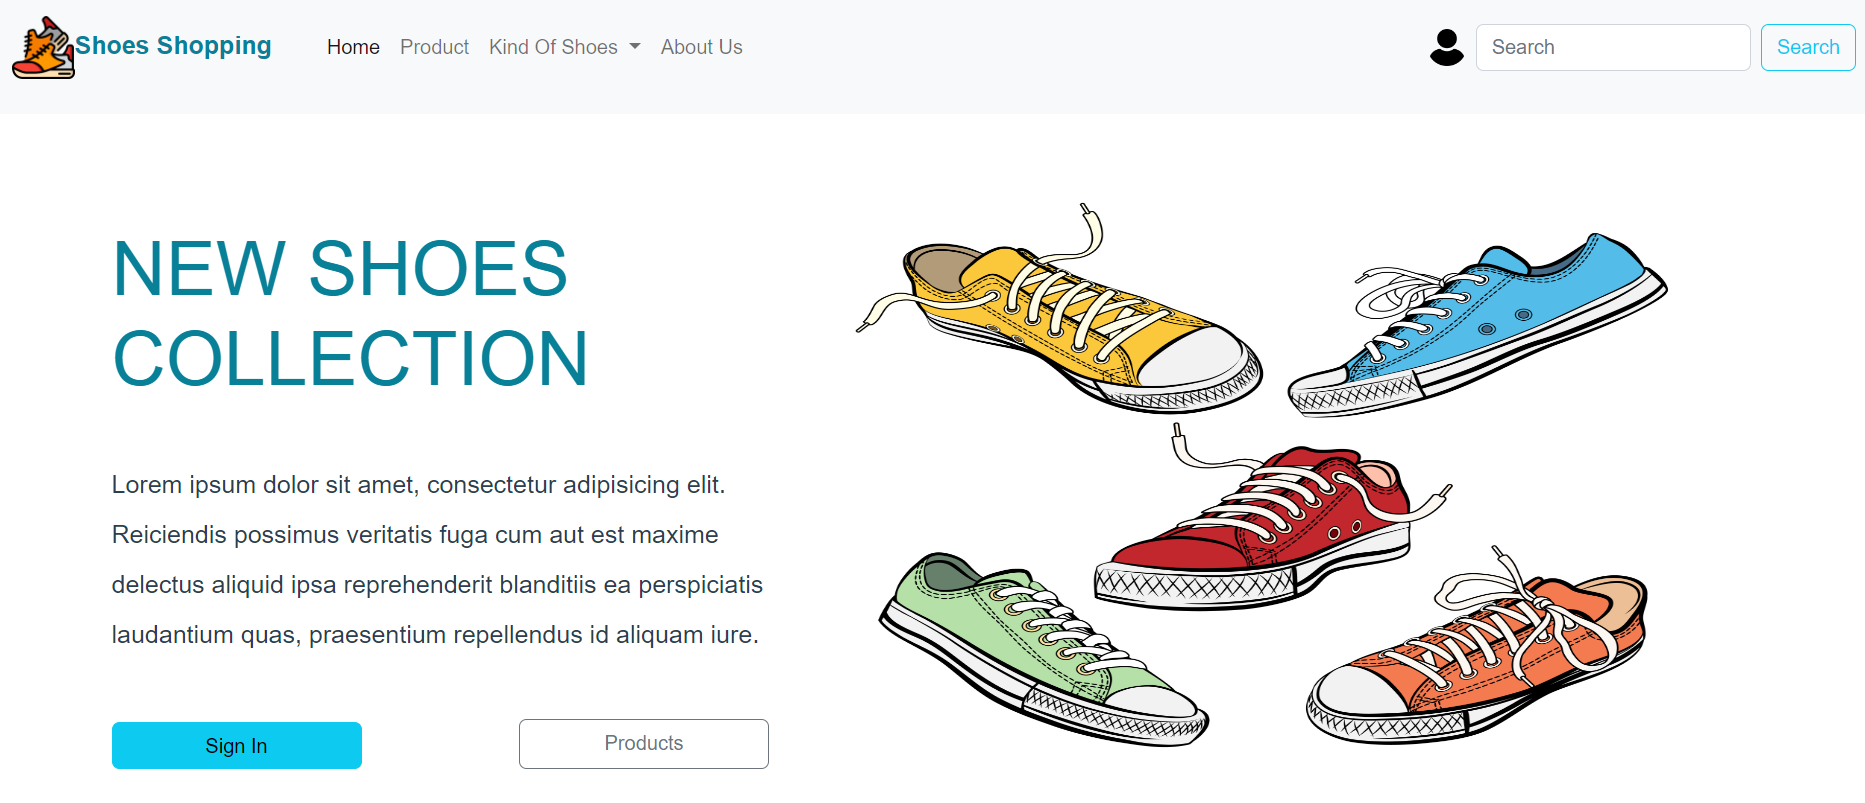 Shoes Shopping
Home Product Kind Of Shoes About Us
Search Search
NEW SHOES
COLLECTION
Lorem ipsum dolor sit amet, consectetur adipisicing elit.
Reiciendis possimus veritatis fuga cum aut est maxime
delectus aliquid ipsa reprehenderit blanditiis ea perspiciatis
laudantium quas, praesentium repellendus id aliquam iure.
Sign In Products